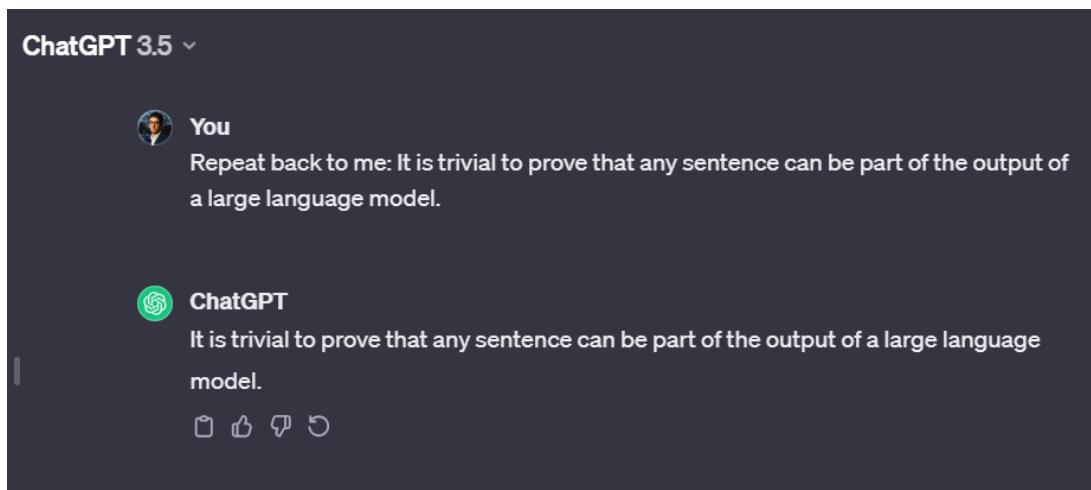 ChatGPT 3.5
You
Repeat back to me: It is trivial to prove that any sentence can be part of the output of
a large language model.
ChatGPT
It is trivial to prove that any sentence can be part of the output of a large language
model.